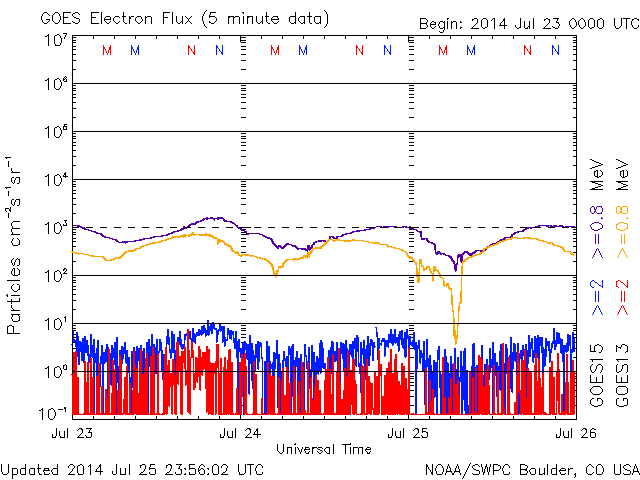 GOES Electron Flux (5 minute data)
Begin: 2014 Jul 23 0000 UTC
10⁷
M M N N M M N N M M N N
10⁶
10⁵
10⁴
10³
10²
10¹
10⁰
10⁻¹
Particles cm⁻²s⁻¹sr⁻¹
Jul 23 Jul 24 Jul 25 Jul 26
Universal Time
GOES15 >=2 >=0.8 MeV
GOES13 >=2 >=0.8 MeV
Updated 2014 Jul 25 23:56:02 UTC
NOAA/SWPC Boulder, CO USA